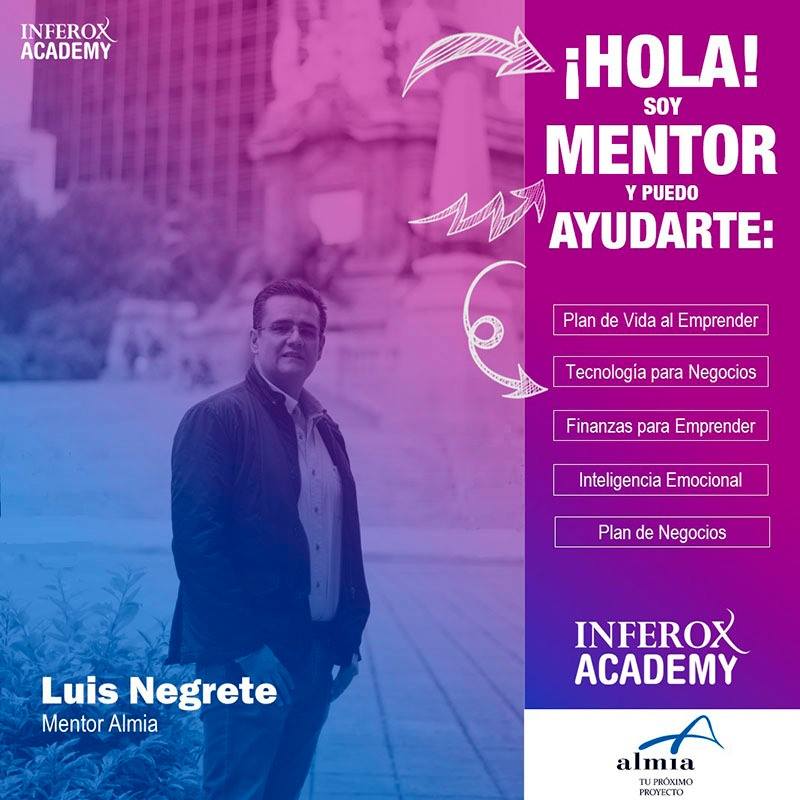 INFEROX
ACADEMY
¡HOLA!
SOY
MENTOR
Y PUEDO
AYUDARTE:
Plan de Vida al Emprender
Tecnología para Negocios
Finanzas para Emprender
Inteligencia Emocional
Plan de Negocios
INFEROX
ACADEMY
Luis Negrete
Mentor Almia
almia
TU PRÓXIMO
PROYECTO